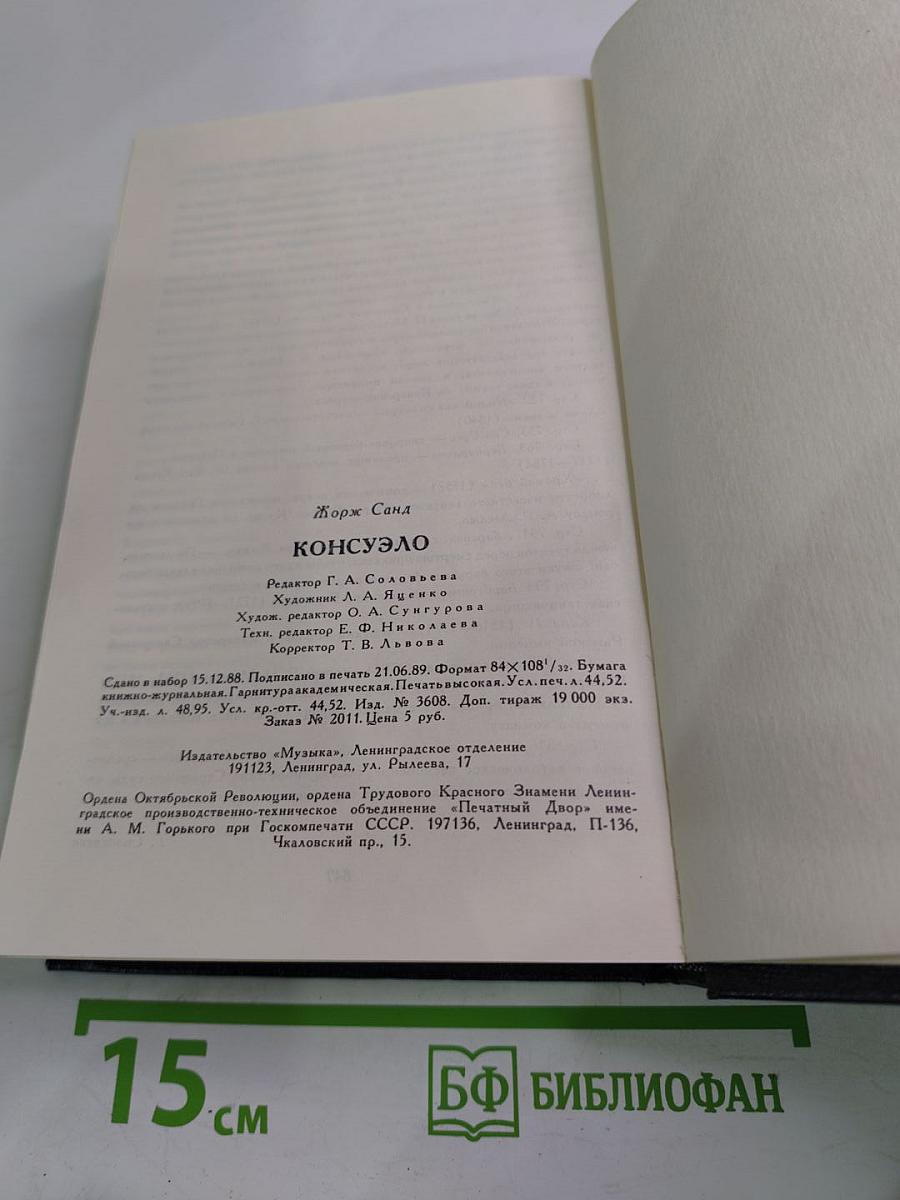 Жорж Санд
КОНСУЭЛО
Редактор Г. А. Соловьева
Художник Л. А. Яценко
Худож. редактор О. А. Сунгурова
Техн. редактор Е. Ф. Николаева
Корректор Т. В. Львова
Сдано в набор 15.12.88. Подписано в печать 21.06.89. Формат 84×108¹/₃₂. Бумага
книжно-журнальная. Гарнитура академическая. Печать высокая. Усл. печ. л. 44,52.
Уч.-изд. л. 48,95. Усл. кр.-отт. 44,52. Изд. № 3608. Доп. тираж 19 000 экз.
Заказ № 2011. Цена 5 руб.
Издательство «Музыка», Ленинградское отделение
191123, Ленинград, ул. Рылеева, 17
Ордена Октябрьской Революции, ордена Трудового Красного Знамени Ленин-
градское производственно-техническое объединение «Печатный Двор» име-
ни А. М. Горького при Госкомпечати СССР. 197136, Ленинград, П-136,
Чкаловский пр., 15.
15 см
БФ БИБЛИОФАН